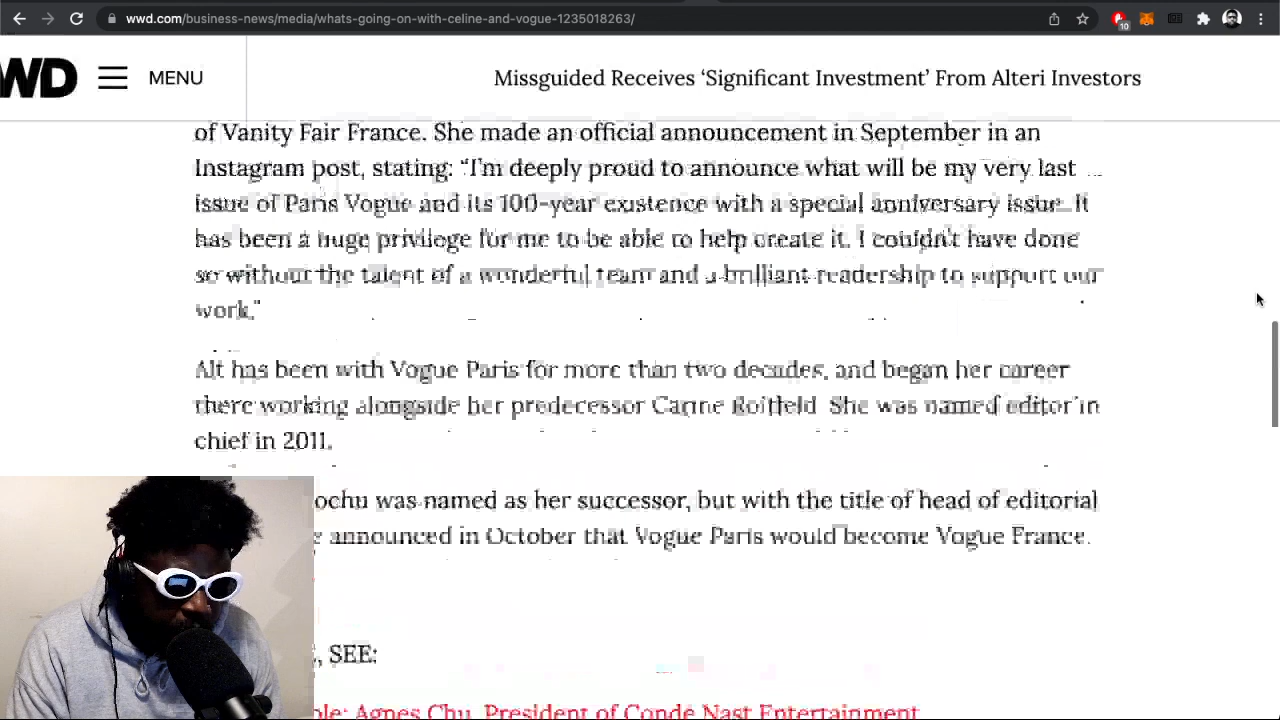 wwd.com/business-news/media/whats-going-on-with-celine-and-vogue-1235018263/
10
WD MENU Missguided Receives ‘Significant Investment’ From Alteri Investors
of Vanity Fair France. She made an official announcement in September in an
Instagram post, stating: “I'm deeply proud to announce what will be my very last
issue of Paris Vogue and its 100-year existence with a special anniversary issue. It
has been a huge privilege for me to be able to help create it. I couldn't have done
so without the talent of a wonderful team and a brilliant readership to support our
work."
Alt has been with Vogue Paris for more than two decades, and began her career
there working alongside her predecessor Carine Roitfeld. She was named editor in
chief in 2011.
ochu was named as her successor, but with the title of head of editorial
announced in October that Vogue Paris would become Vogue France.
, SEE:
ple: Agnes Chu, President of Condé Nast Entertainment